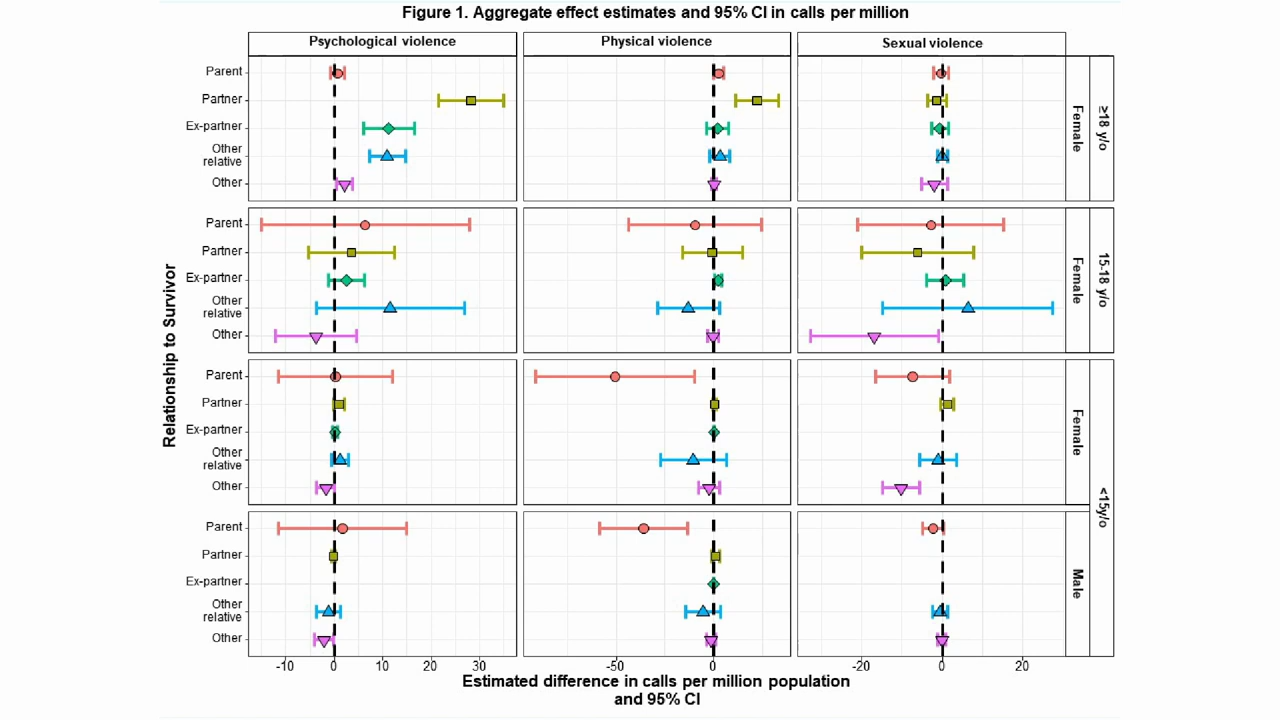 Figure 1. Aggregate effect estimates and 95% CI in calls per million
Psychological violence
Physical violence
Sexual violence
Relationship to Survivor
Parent
Partner
Ex-partner
Other
relative
Other
Female
≥18 y/o
Parent
Partner
Ex-partner
Other
relative
Other
Female
15-18 y/o
Parent
Partner
Ex-partner
Other
relative
Other
Female
<15y/o
Parent
Partner
Ex-partner
Other
relative
Other
Male
-10 0 10 20 30
-50 0
-20 0 20
Estimated difference in calls per million population
and 95% CI